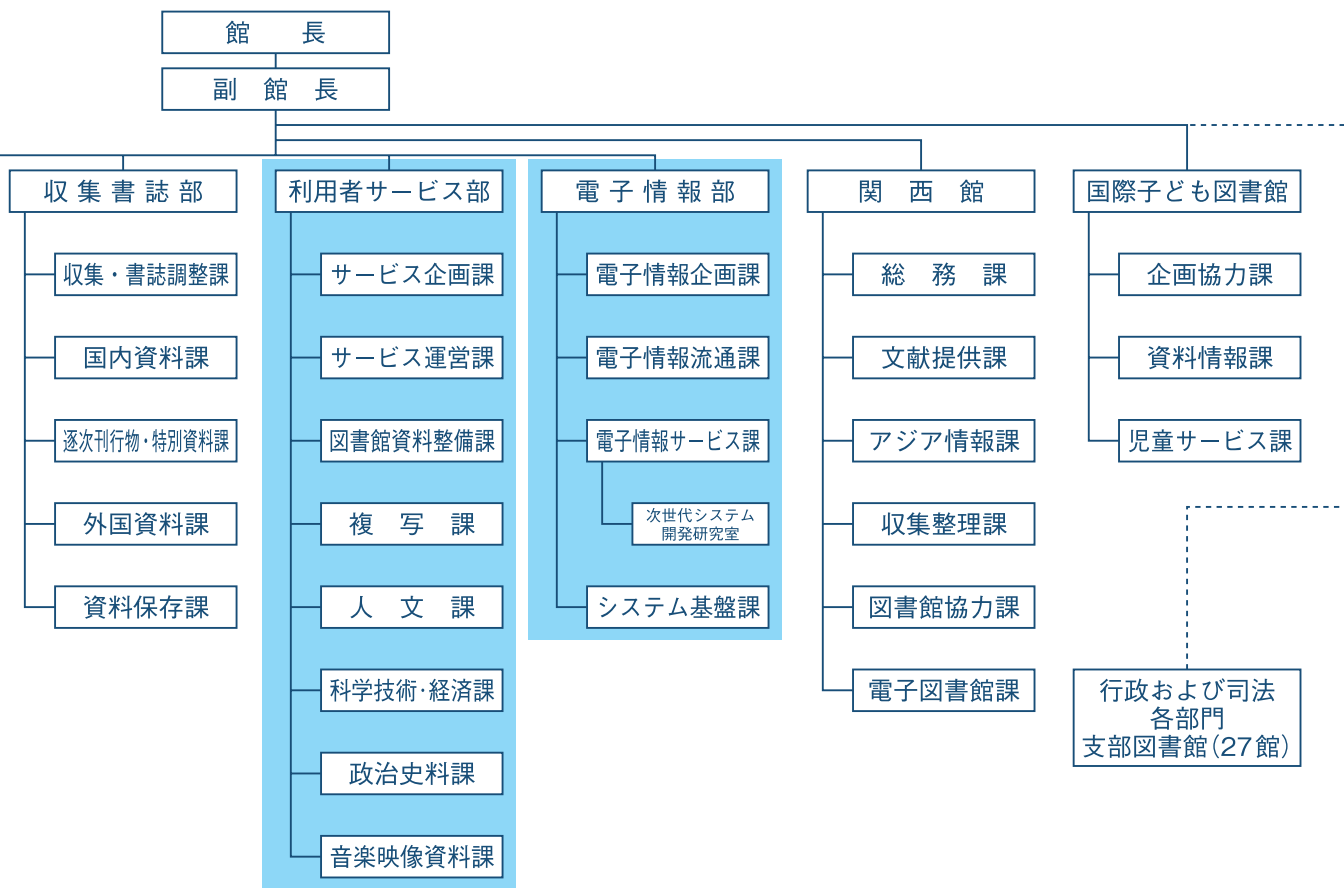 館　長
副　館　長
収集書誌部
収集・書誌調整課
国内資料課
逐次刊行物・特別資料課
外国資料課
資料保存課
利用者サービス部
サービス企画課
サービス運営課
図書館資料整備課
複　写　課
人　文　課
科学技術・経済課
政治史料課
音楽映像資料課
電子情報部
電子情報企画課
電子情報流通課
電子情報サービス課
次世代システム
開発研究室
システム基盤課
関　西　館
総　務　課
文献提供課
アジア情報課
収集整理課
図書館協力課
電子図書館課
国際子ども図書館
企画協力課
資料情報課
児童サービス課
行政および司法
各部門
支部図書館（27館）